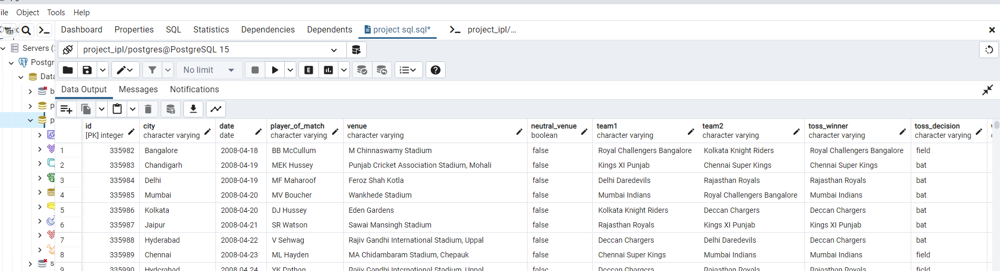 File Object Tools Help
Dashboard Properties SQL Statistics Dependencies Dependents project sql.sql* project_ipl/...
Servers (
project_ipl/postgres@PostgreSQL 15
Postgr
No limit
Data
Data Output Messages Notifications
b
p
p
id city date player_of_match venue neutral_venue team1 team2 toss_winner toss_decision
[PK] integer character varying date character varying character varying boolean character varying character varying character varying character varying
1 335982 Bangalore 2008-04-18 BB McCullum M Chinnaswamy Stadium false Royal Challengers Bangalore Kolkata Knight Riders Royal Challengers Bangalore field
2 335983 Chandigarh 2008-04-19 MEK Hussey Punjab Cricket Association Stadium, Mohali false Kings XI Punjab Chennai Super Kings Chennai Super Kings bat
3 335984 Delhi 2008-04-19 MF Maharoof Feroz Shah Kotla false Delhi Daredevils Rajasthan Royals Rajasthan Royals bat
4 335985 Mumbai 2008-04-20 MV Boucher Wankhede Stadium false Mumbai Indians Royal Challengers Bangalore Mumbai Indians bat
5 335986 Kolkata 2008-04-20 DJ Hussey Eden Gardens false Kolkata Knight Riders Deccan Chargers Deccan Chargers bat
6 335987 Jaipur 2008-04-21 SR Watson Sawai Mansingh Stadium false Rajasthan Royals Kings XI Punjab Kings XI Punjab bat
7 335988 Hyderabad 2008-04-22 V Sehwag Rajiv Gandhi International Stadium, Uppal false Deccan Chargers Delhi Daredevils Deccan Chargers bat
8 335989 Chennai 2008-04-23 ML Hayden MA Chidambaram Stadium, Chepauk false Chennai Super Kings Mumbai Indians Mumbai Indians field
s
9 335990 Hyderabad 2008-04-24 YK Pathan Rajiv Gandhi International Stadium, Uppal false Deccan Chargers Rajasthan Royals Rajasthan Royals field